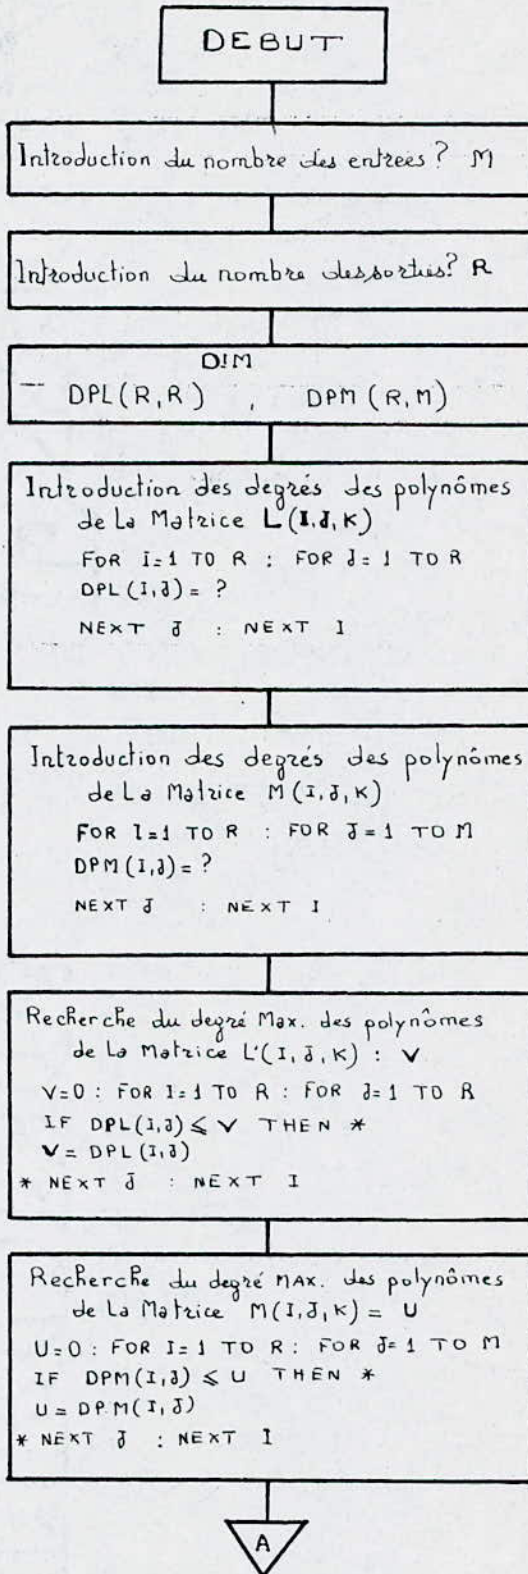 DEBUT
Introduction du nombre des entrees ? M
Introduction du nombre des sorties? R
DIM
DPL(R,R) , DPM (R,M)
Introduction des degrés des polynômes
de La Matrice L(I,J,K)
FOR I=1 TO R : FOR J=1 TO R
DPL(I,J) = ?
NEXT J : NEXT I
Introduction des degrés des polynômes
de La Matrice M(I,J,K)
FOR I=1 TO R : FOR J=1 TO M
DPM(I,J)= ?
NEXT J : NEXT I
Recherche du degré Max. des polynômes
de La Matrice L'(I,J,K) : V
V=0 : FOR I=1 TO R : FOR J=1 TO R
IF DPL(I,J) ≤ V THEN *
V = DPL(I,J)
* NEXT J : NEXT I
Recherche du degré MAX. des polynômes
de La Matrice M(I,J,K) = U
U=0 : FOR I=1 TO R : FOR J=1 TO M
IF DPM(I,J) ≤ U THEN *
U = DP.M(I,J)
* NEXT J : NEXT I
A